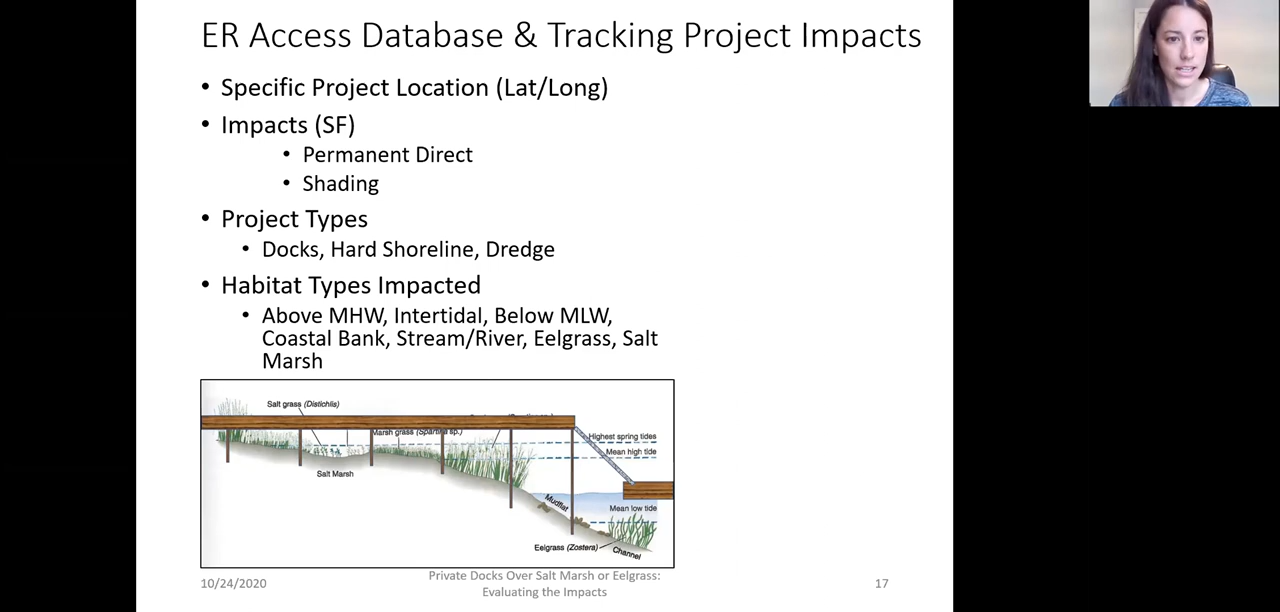 ER Access Database & Tracking Project Impacts
• Specific Project Location (Lat/Long)
• Impacts (SF)
• Permanent Direct
• Shading
• Project Types
• Docks, Hard Shoreline, Dredge
• Habitat Types Impacted
• Above MHW, Intertidal, Below MLW,
Coastal Bank, Stream/River, Eelgrass, Salt
Marsh
Salt grass (Distichlis)
Marsh grass (Spartina sp.)
Highest spring tides
Mean high tide
Salt Marsh
Mudflat
Mean low tide
Eelgrass (Zostera)
Channel
10/24/2020
Private Docks Over Salt Marsh or Eelgrass:
Evaluating the Impacts
17